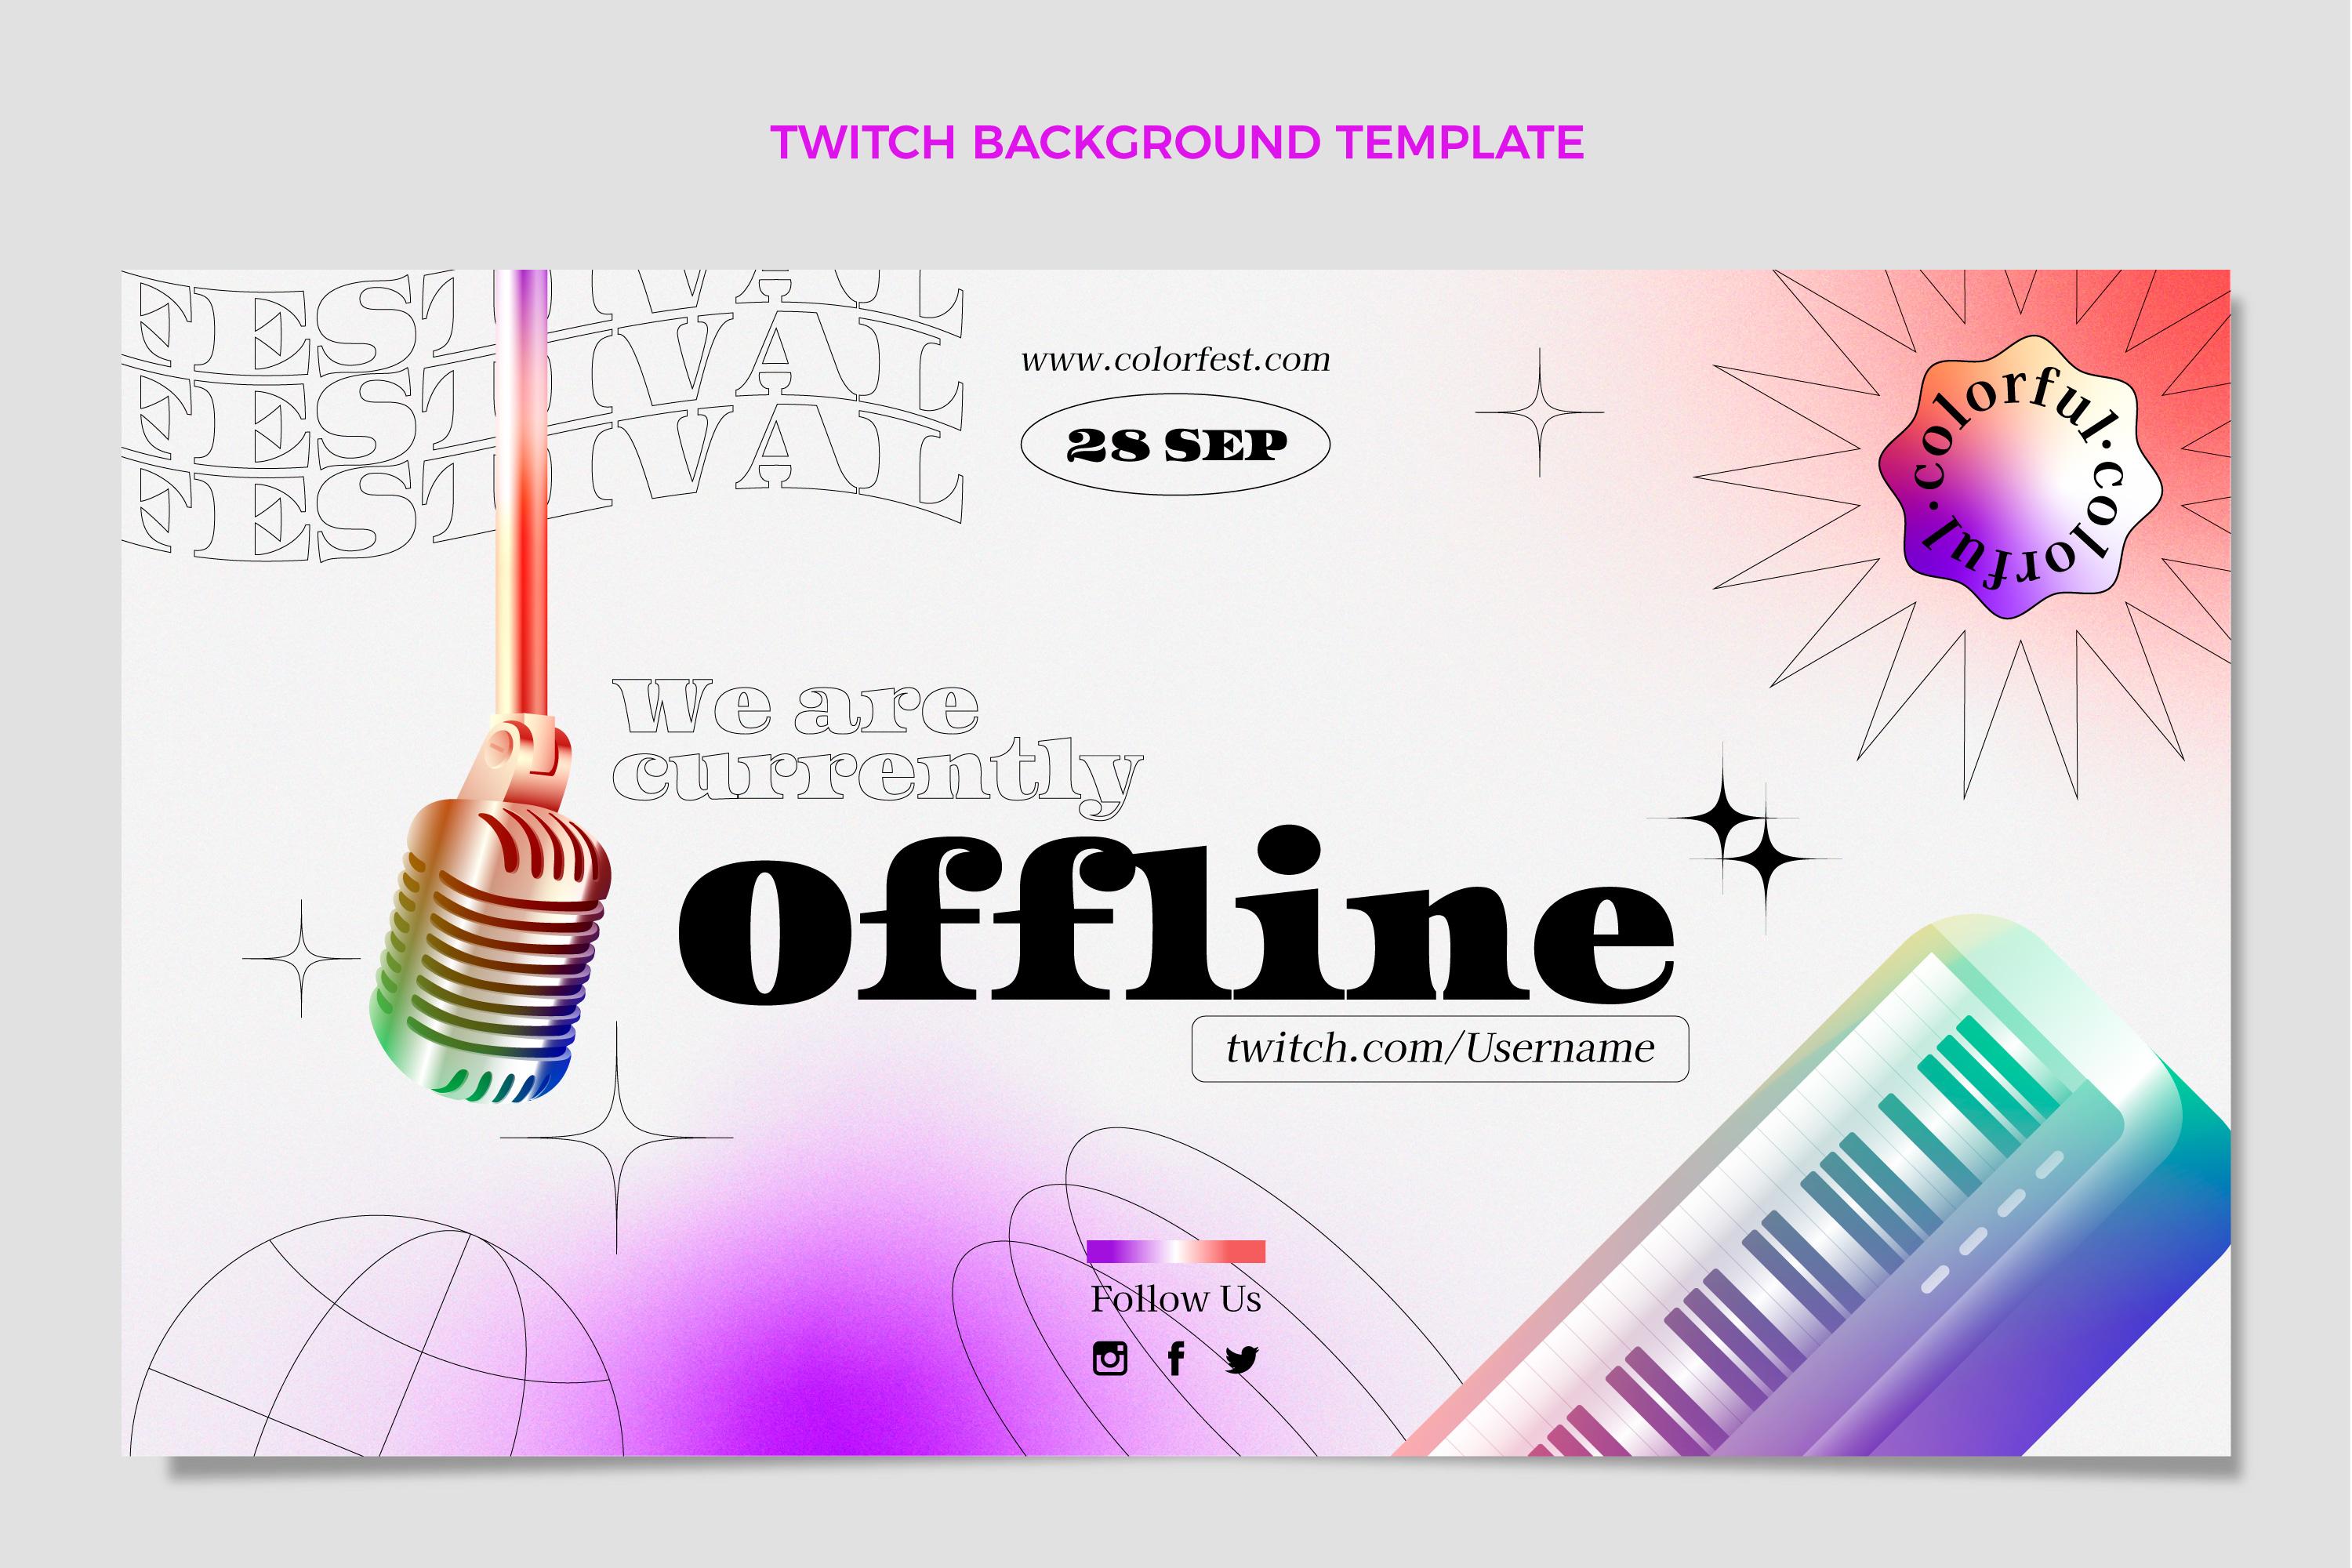 TWITCH BACKGROUND TEMPLATE
FESTIVAL
FESTIVAL
FESTIVAL
www.colorfest.com
28 SEP
colorful.colorful.
We are
currently
offline
twitch.com/Username
Follow Us